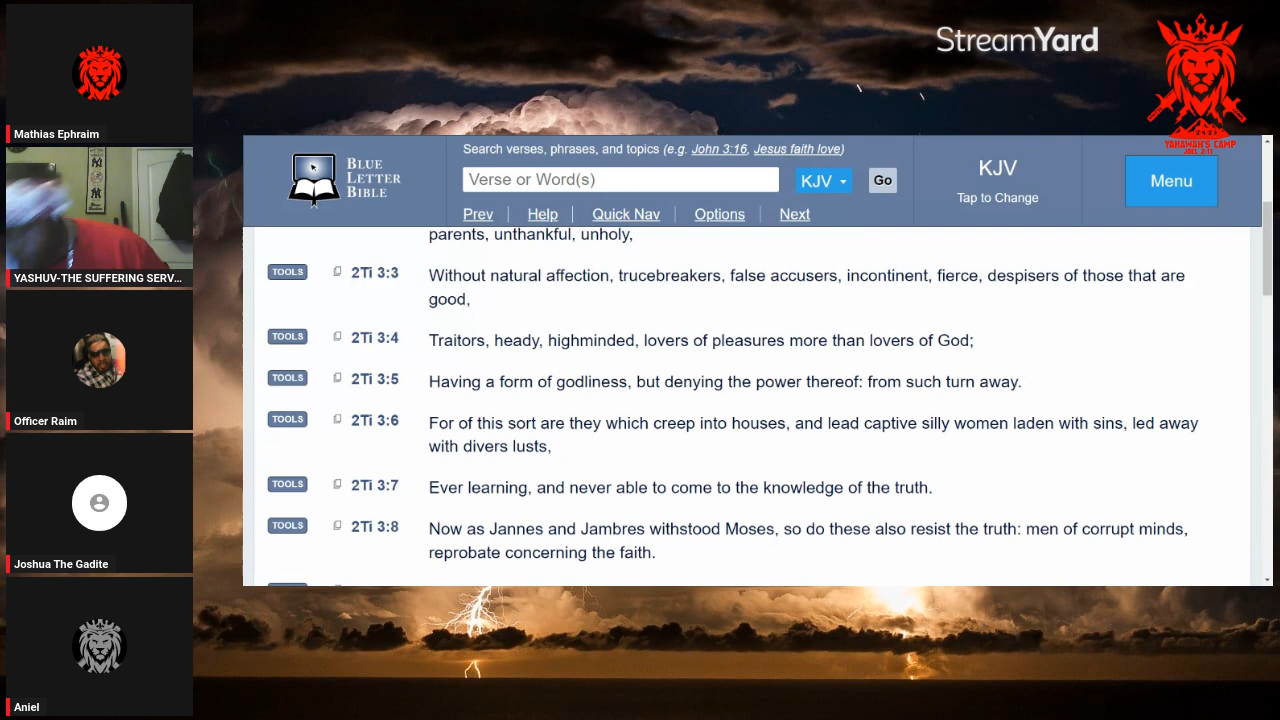 Mathias Ephraim
YASHUV-THE SUFFERING SERV...
Officer Raim
Joshua The Gadite
Aniel
StreamYard
YAHAWAH'S CAMP
JOEL 2:11
BLUE
LETTER
BIBLE
Search verses, phrases, and topics (e.g. John 3:16, Jesus faith love)
Verse or Word(s)
KJV
Go
Prev
Help
Quick Nav
Options
Next
KJV
Tap to Change
Menu
parents, unthankful, unholy,
TOOLS 2Ti 3:3 Without natural affection, trucebreakers, false accusers, incontinent, fierce, despisers of those that are
good,
TOOLS 2Ti 3:4 Traitors, heady, highminded, lovers of pleasures more than lovers of God;
TOOLS 2Ti 3:5 Having a form of godliness, but denying the power thereof: from such turn away.
TOOLS 2Ti 3:6 For of this sort are they which creep into houses, and lead captive silly women laden with sins, led away
with divers lusts,
TOOLS 2Ti 3:7 Ever learning, and never able to come to the knowledge of the truth.
TOOLS 2Ti 3:8 Now as Jannes and Jambres withstood Moses, so do these also resist the truth: men of corrupt minds,
reprobate concerning the faith.